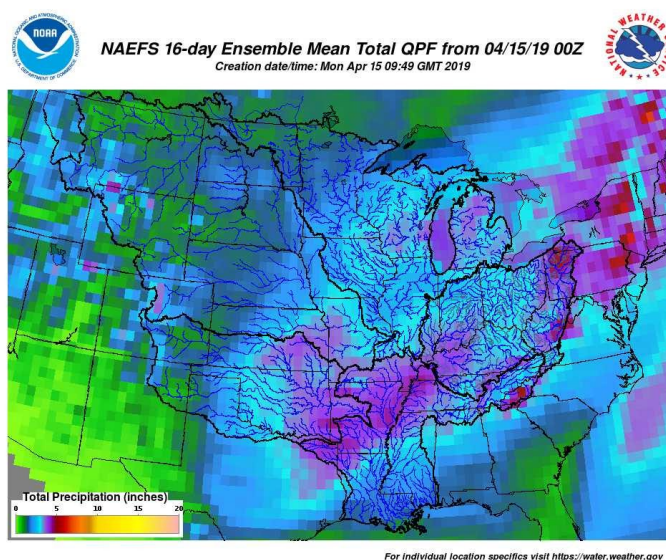 NAEFS 16-day Ensemble Mean Total QPF from 04/15/19 00Z
Creation date/time: Mon Apr 15 09:49 GMT 2019
NOAA
Total Precipitation (inches)
0 5 10 15 20
For individual location specifics visit https://water.weather.gov